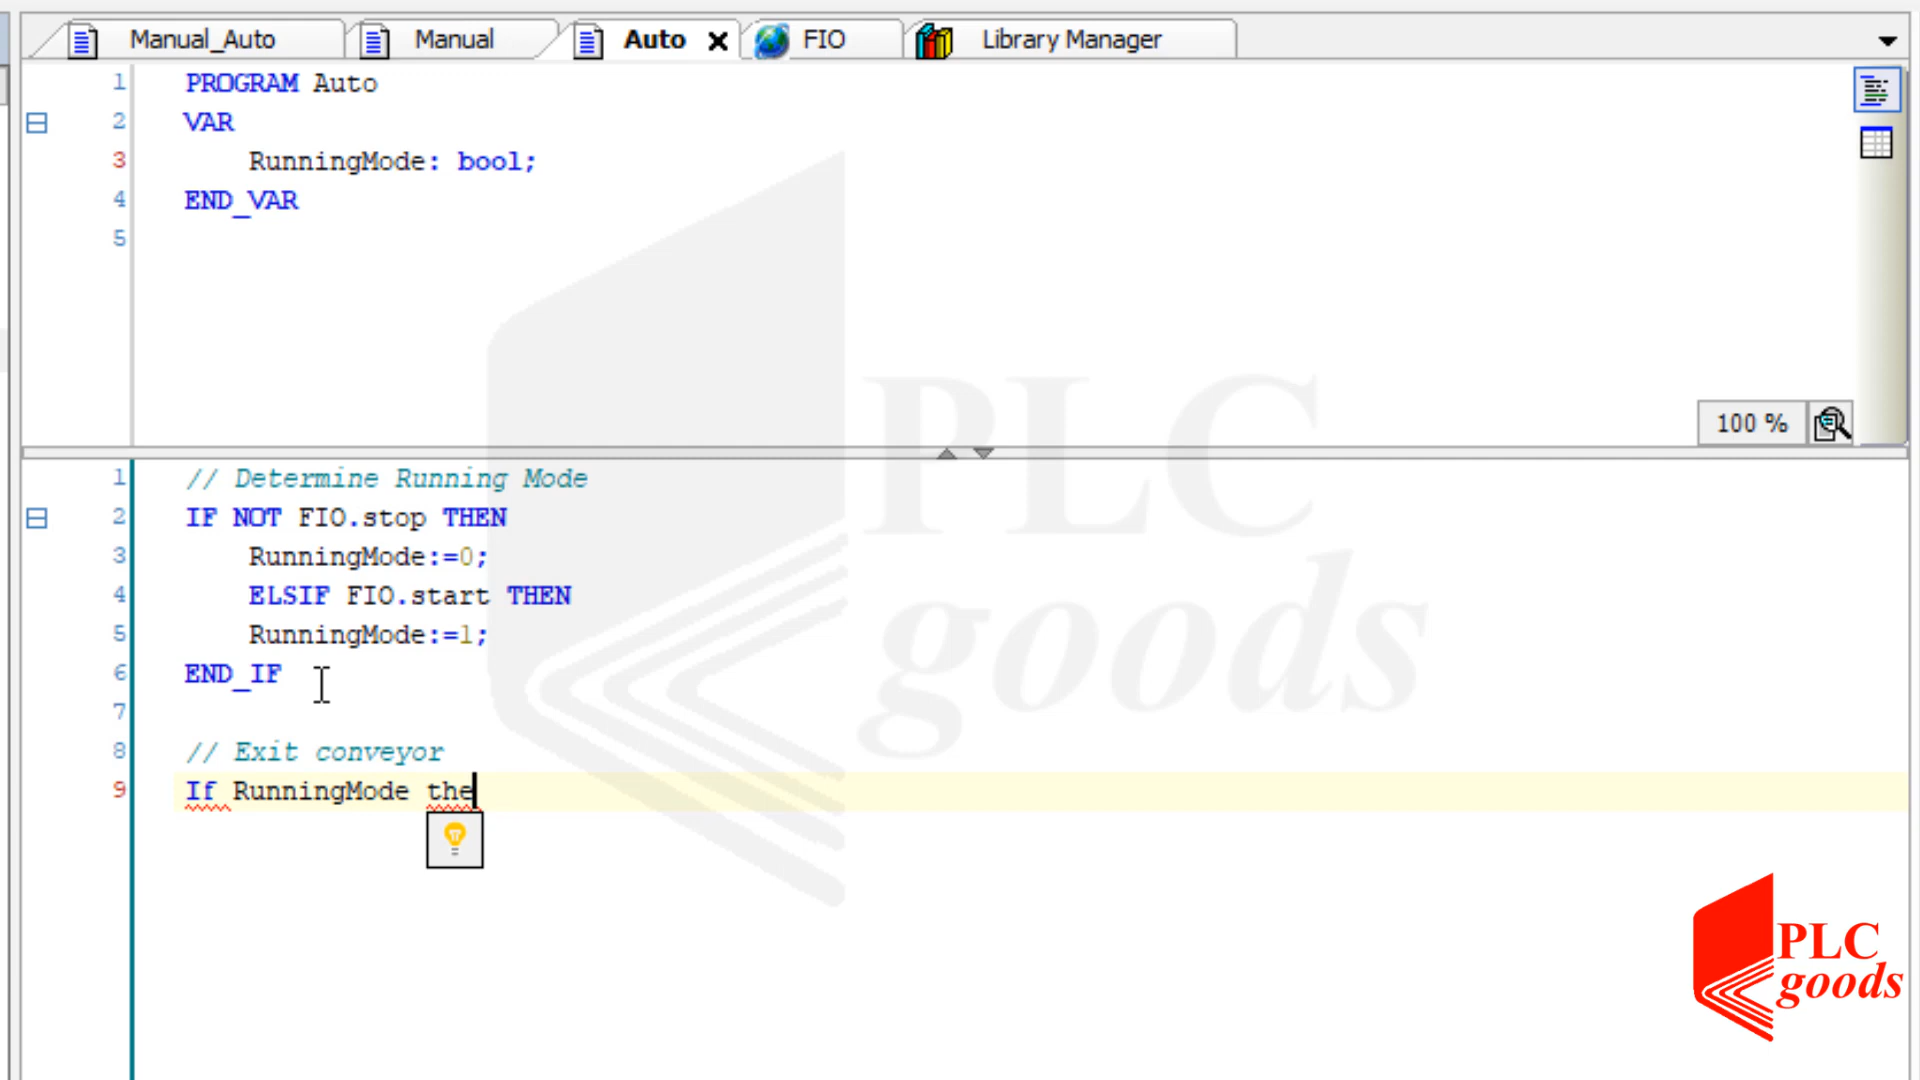 Manual_Auto Manual Auto FIO Library Manager
1 PROGRAM Auto
2 VAR
3 RunningMode: bool;
4 END_VAR
5
100 %
1 // Determine Running Mode
2 IF NOT FIO.stop THEN
3 RunningMode:=0;
4 ELSIF FIO.start THEN
5 RunningMode:=1;
6 END_IF
7
8 // Exit conveyor
9 If RunningMode the
PLC
goods
PLC
goods